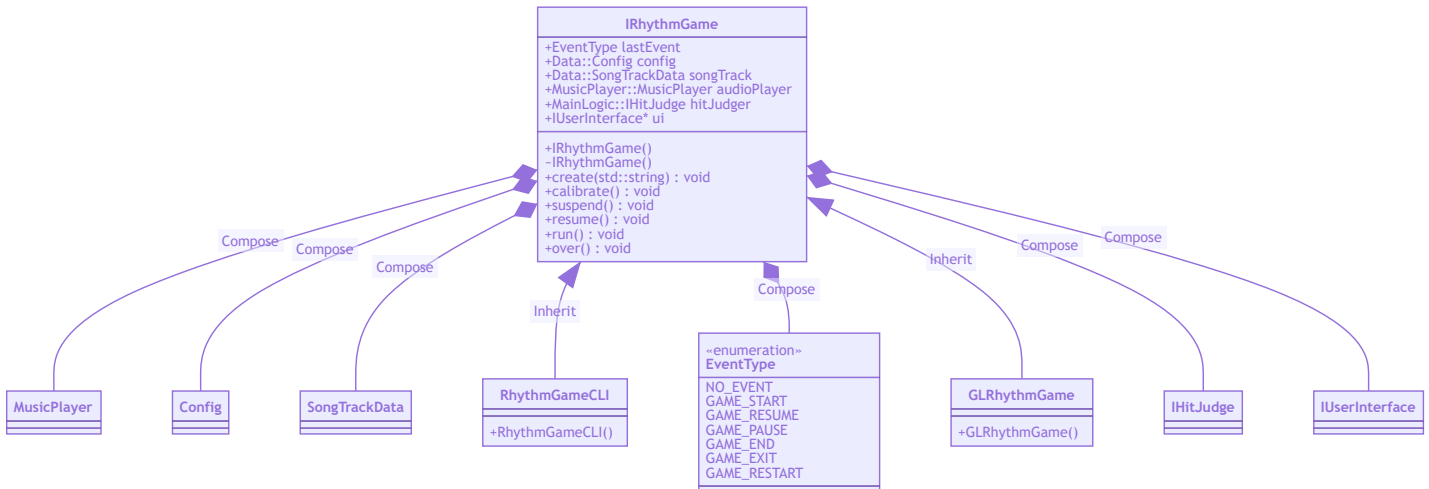 IRhythmGame
+EventType lastEvent
+Data::Config config
+Data::SongTrackData songTrack
+MusicPlayer::MusicPlayer audioPlayer
+MainLogic::IHitJudge hitJudger
+IUserInterface* ui
+IRhythmGame()
~IRhythmGame()
+create(std::string) : void
+calibrate() : void
+suspend() : void
+resume() : void
+run() : void
+over() : void
Compose
Compose
Compose
Inherit
Compose
Inherit
Compose
Compose
MusicPlayer
Config
SongTrackData
RhythmGameCLI
+RhythmGameCLI()
«enumeration»
EventType
NO_EVENT
GAME_START
GAME_RESUME
GAME_PAUSE
GAME_END
GAME_EXIT
GAME_RESTART
GLRhythmGame
+GLRhythmGame()
IHitJudge
IUserInterface